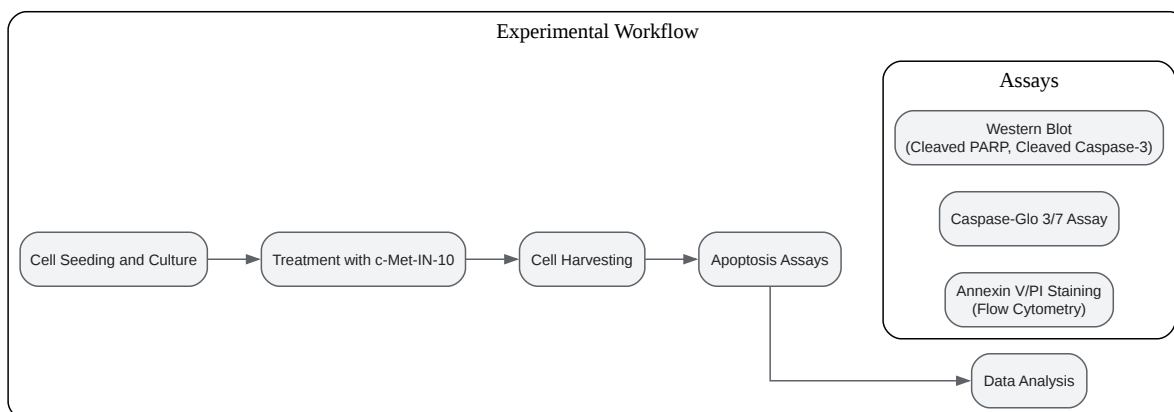 Experimental Workflow
Assays
Western Blot
(Cleaved PARP, Cleaved Caspase-3)
Caspase-Glo 3/7 Assay
Cell Seeding and Culture
Treatment with c-Met-IN-10
Cell Harvesting
Apoptosis Assays
Annexin V/PI Staining
(Flow Cytometry)
Data Analysis